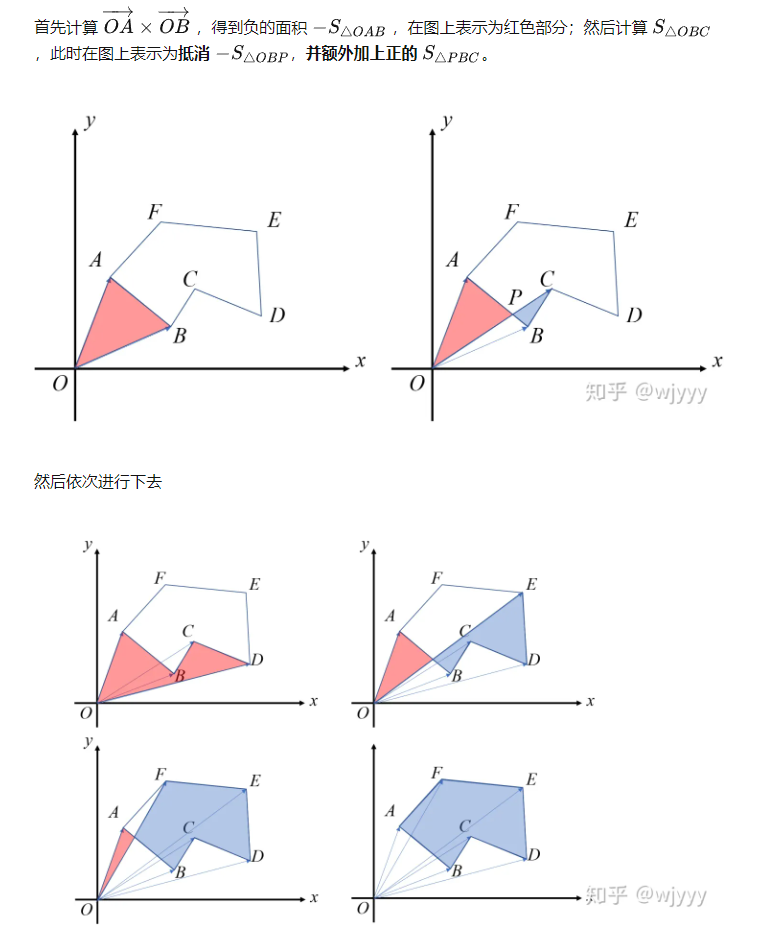 首先计算 $\overrightarrow{OA} \times \overrightarrow{OB}$ ，得到负的面积 $-S_{\triangle OAB}$ ，在图上表示为红色部分；然后计算 $S_{\triangle OBC}$
，此时在图上表示为抵消 $-S_{\triangle OBP}$，并额外加上正的 $S_{\triangle PBC}$。
y y
F E F E
A C A P C
B D B D
O x O x
知乎 @wjyyy
然后依次进行下去
y y
F E F E
A C A C
B D B D
O x O x
y
F E F E
A C A C
B D B D
O x O
知乎 @wjyyy